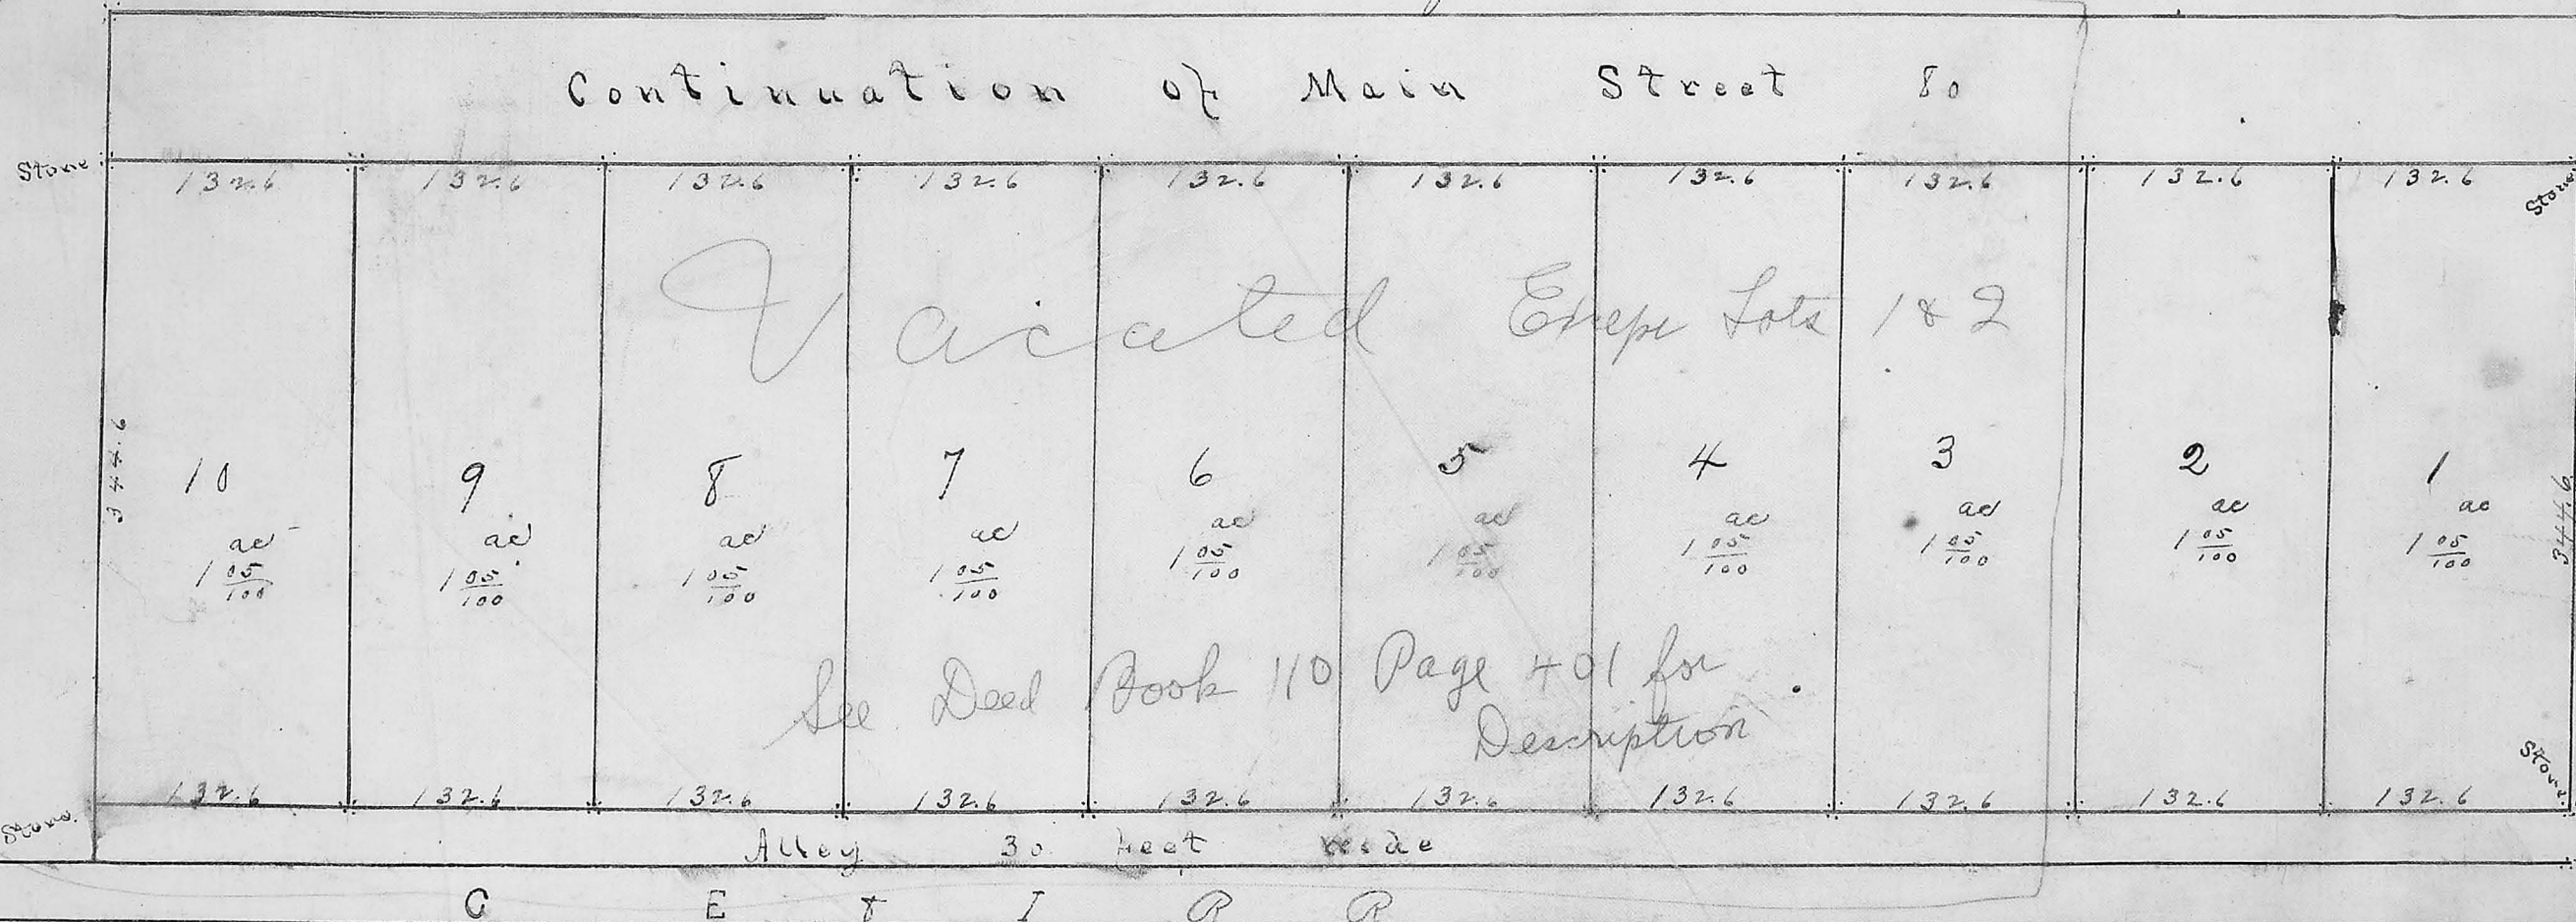 Continuation of Main Street 80
Stone 132.6 132.6 132.6 132.6 132.6 132.6 132.6 132.6 132.6 132.6 Stone
Vacated Except Lots 1 & 2
344.6 344.6
10 9 8 7 6 5 4 3 2 1
ac ac ac ac ac ac ac ac ac ac
1 05/100 1 05/100 1 05/100 1 05/100 1 05/100 1 05/100 1 05/100 1 05/100 1 05/100 1 05/100
See Deed Book 110 Page 401 for
Description
Stone 132.6 132.6 132.6 132.6 132.6 132.6 132.6 132.6 132.6 132.6 Stone
Alley 30 feet wide
C E & I R R